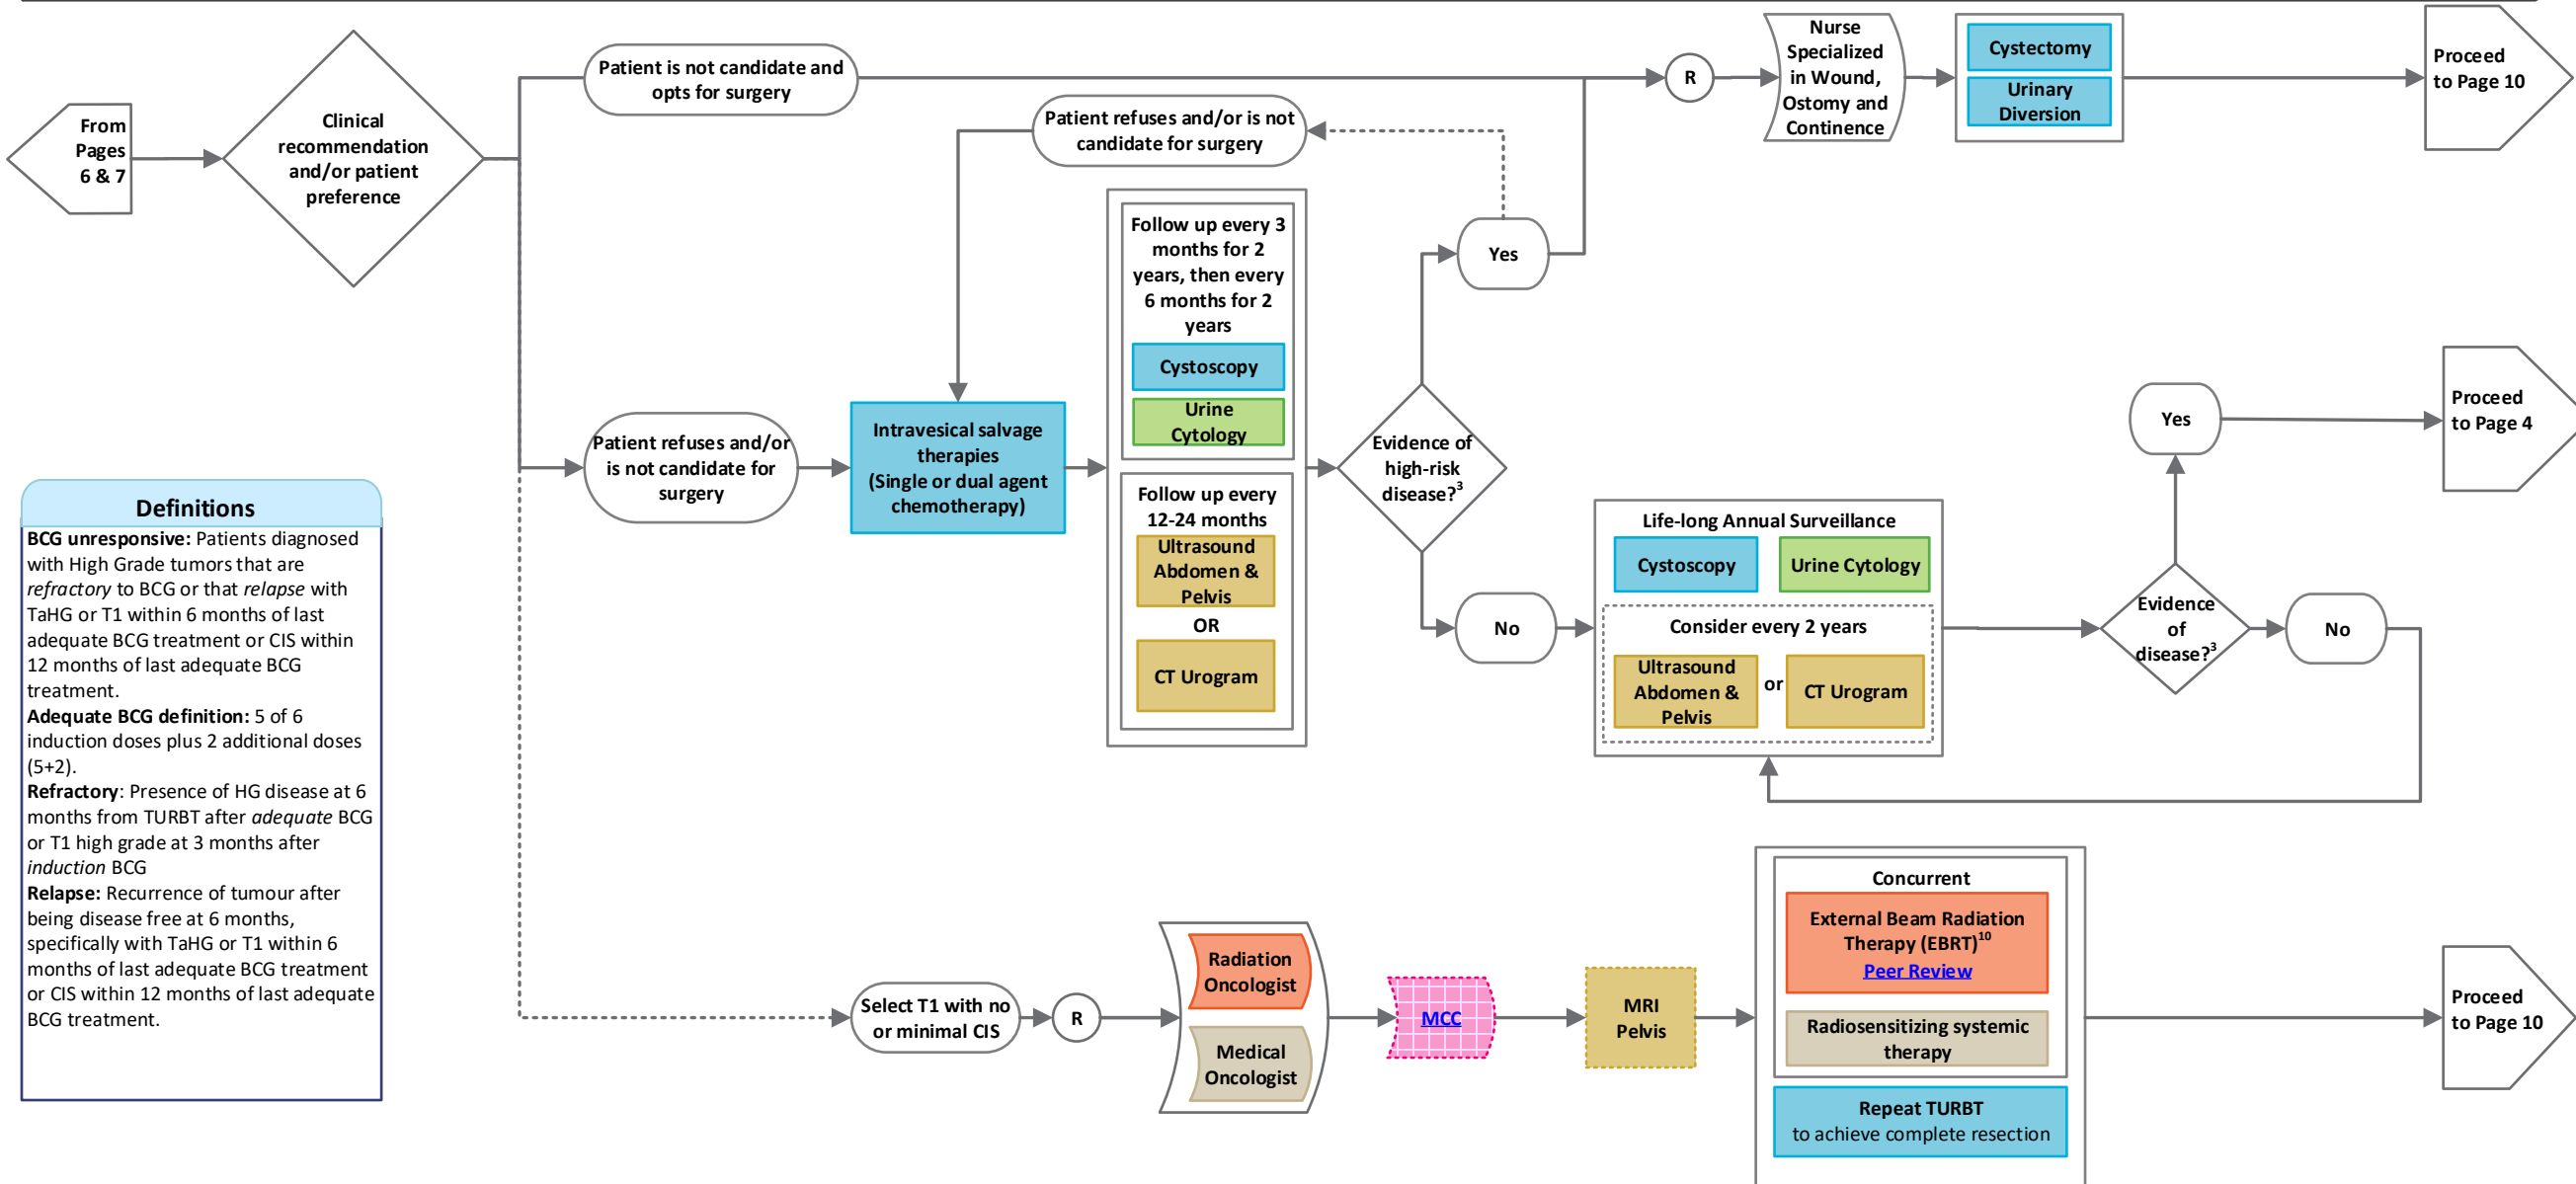 From
Pages
6 & 7
Clinical
recommendation
and/or patient
preference
Patient is not candidate and
opts for surgery
R
Nurse
Specialized
in Wound,
Ostomy and
Continence
Cystectomy
Urinary
Diversion
Proceed
to Page 10
Patient refuses and/or is not
candidate for surgery
Patient refuses and/or
is not candidate for
surgery
Intravesical salvage
therapies
(Single or dual agent
chemotherapy)
Follow up every 3
months for 2
years, then every
6 months for 2
years
Cystoscopy
Urine
Cytology
Follow up every
12-24 months
Ultrasound
Abdomen &
Pelvis
OR
CT Urogram
Evidence of
high-risk
disease?³
Yes
No
Life-long Annual Surveillance
Cystoscopy
Urine Cytology
Consider every 2 years
Ultrasound
Abdomen &
Pelvis
or
CT Urogram
Evidence
of
disease?³
Yes
Proceed
to Page 4
No
Select T1 with no
or minimal CIS
R
Radiation
Oncologist
Medical
Oncologist
MCC
MRI
Pelvis
Concurrent
External Beam Radiation
Therapy (EBRT)¹⁰
Peer Review
Radiosensitizing systemic
therapy
Repeat TURBT
to achieve complete resection
Proceed
to Page 10
Definitions
BCG unresponsive: Patients diagnosed
with High Grade tumors that are
refractory to BCG or that relapse with
TaHG or T1 within 6 months of last
adequate BCG treatment or CIS within
12 months of last adequate BCG
treatment.
Adequate BCG definition: 5 of 6
induction doses plus 2 additional doses
(5+2).
Refractory: Presence of HG disease at 6
months from TURBT after adequate BCG
or T1 high grade at 3 months after
induction BCG
Relapse: Recurrence of tumour after
being disease free at 6 months,
specifically with TaHG or T1 within 6
months of last adequate BCG treatment
or CIS within 12 months of last adequate
BCG treatment.